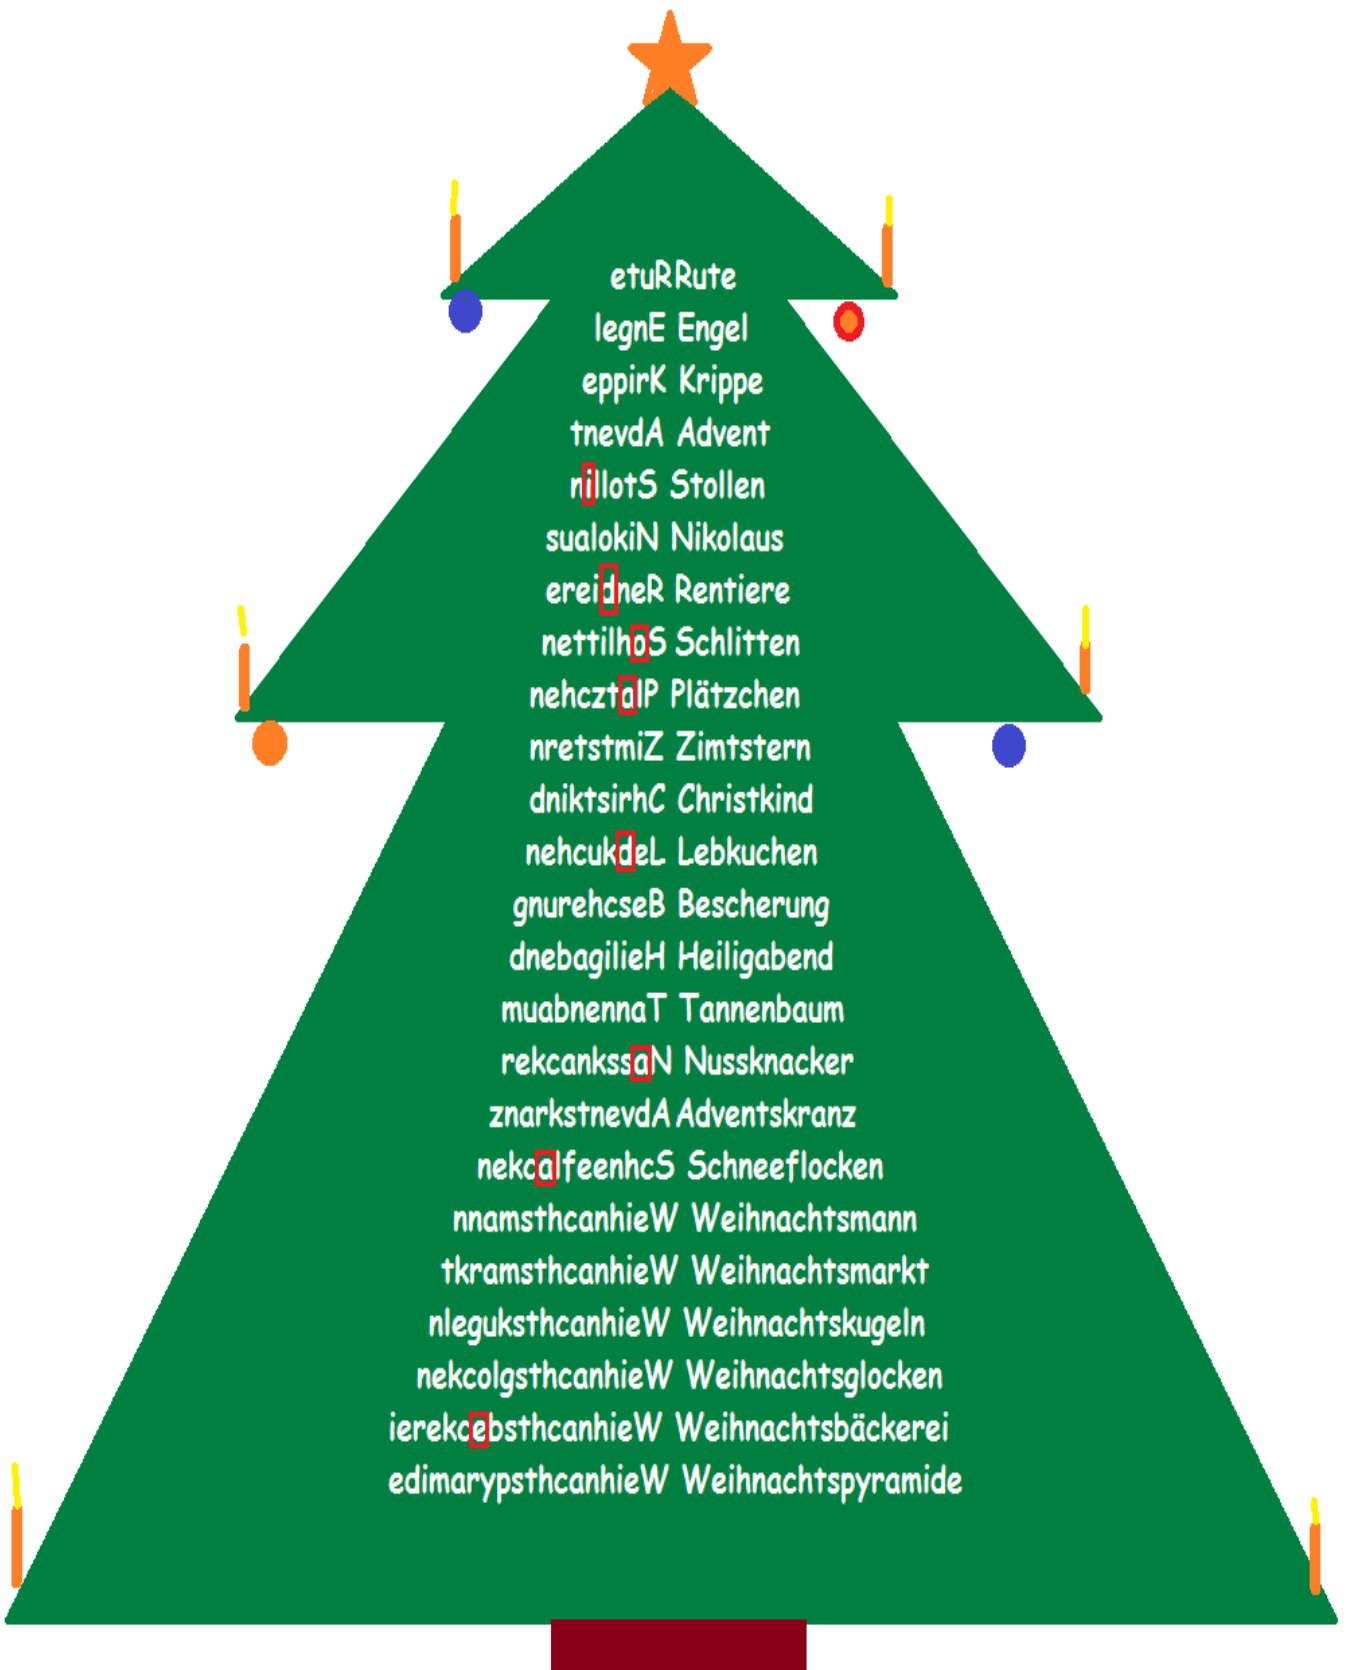 etuR Rute
legnE Engel
eppirK Krippe
tnevdA Advent
nillotS Stollen
sualokiN Nikolaus
ereidneR Rentiere
nettilhoS Schlitten
nehcztalP Plätzchen
nretstmiZ Zimtstern
dniktsirhC Christkind
nehcukdeL Lebkuchen
gnurehcseB Bescherung
dnebagilieH Heiligabend
muabnennaT Tannenbaum
rekcankssaN Nussknacker
znarkstnevdA Adventskranz
nekcalfeenhcS Schneeflocken
nnamsthcanhieW Weihnachtsmann
tkramsthcanhieW Weihnachtsmarkt
nleguksthcanhieW Weihnachtskugeln
nekcolgsthcanhieW Weihnachtsglocken
ierekcebsthcanhieW Weihnachtsbäckerei
edimarypsthcanhieW Weihnachtspyramide